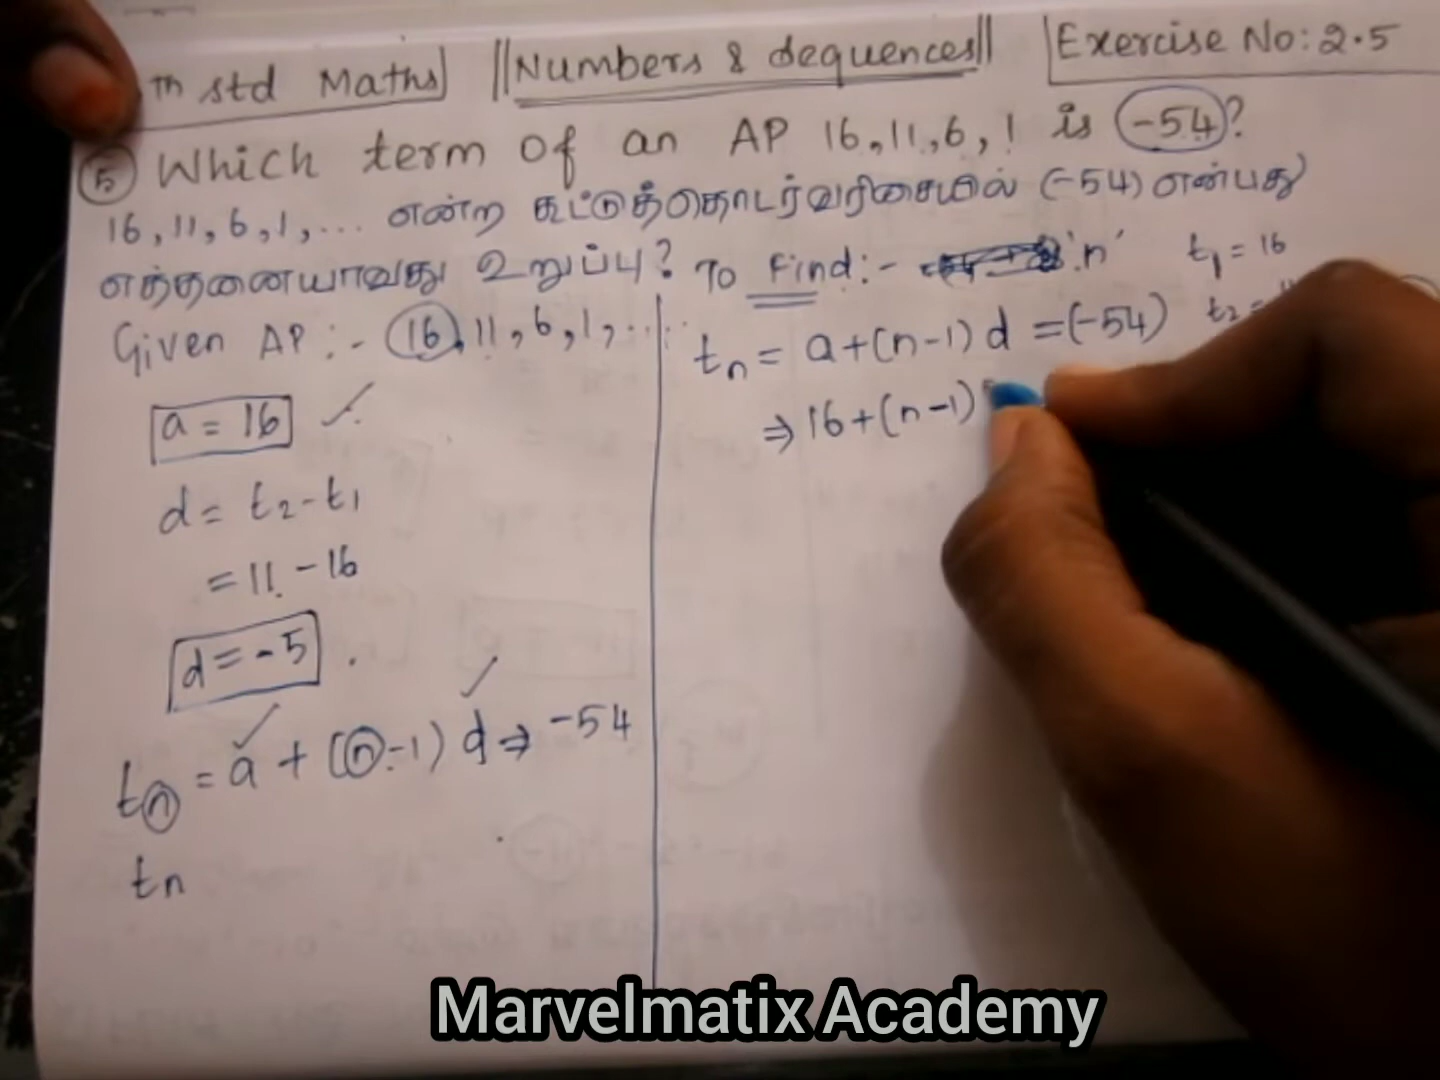 th std Maths Numbers & Sequences Exercise No: 2.5
5 Which term of an AP 16, 11, 6, 1 is (-54)?
16, 11, 6, 1, ... என்ற கூட்டுத்தொடர்வரிசையில் (-54) என்பது
எத்தனையாவது உறுப்பு?
Given AP :- 16, 11, 6, 1, ....
a = 16
d = t2 - t1
= 11 - 16
d = -5
tn = a + (n-1) d ⇒ -54
tn
To Find :- 'n'
t1 = 16
t2 =
tn = a + (n-1) d = (-54)
⇒ 16 + (n-1)
Marvelmatix Academy